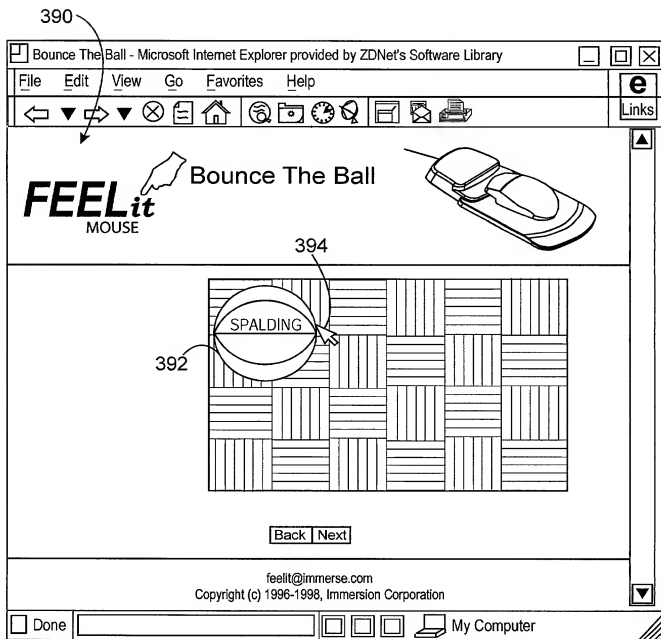 390
Bounce The Ball - Microsoft Internet Explorer provided by ZDNet's Software Library
File Edit View Go Favorites Help
e
Links
FEELit
MOUSE
Bounce The Ball
394
SPALDING
392
Back Next
feelit@immerse.com
Copyright (c) 1996-1998, Immersion Corporation
Done My Computer